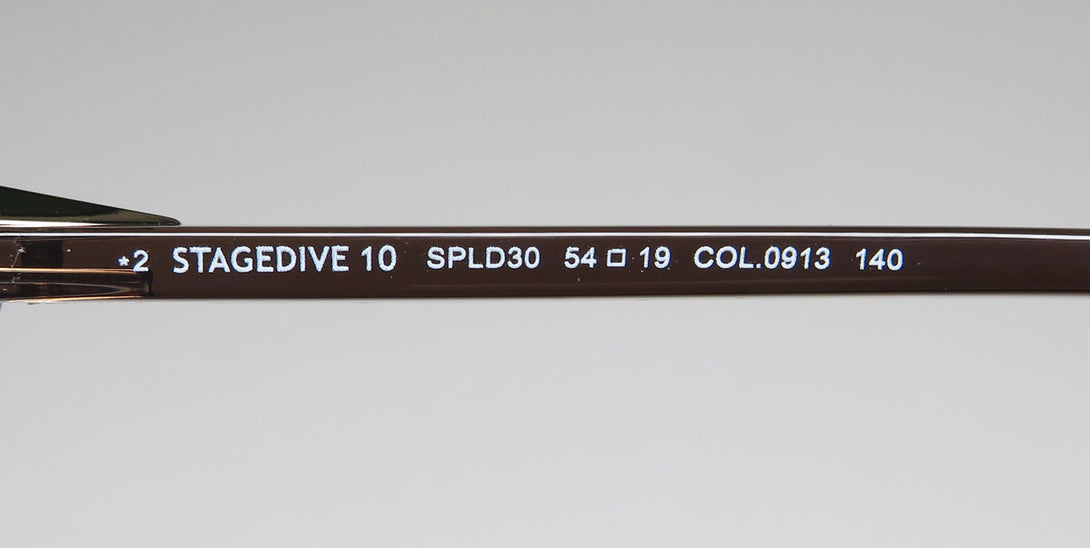 *2 STAGEDIVE 10 SPLD30 54 □ 19 COL.0913 140